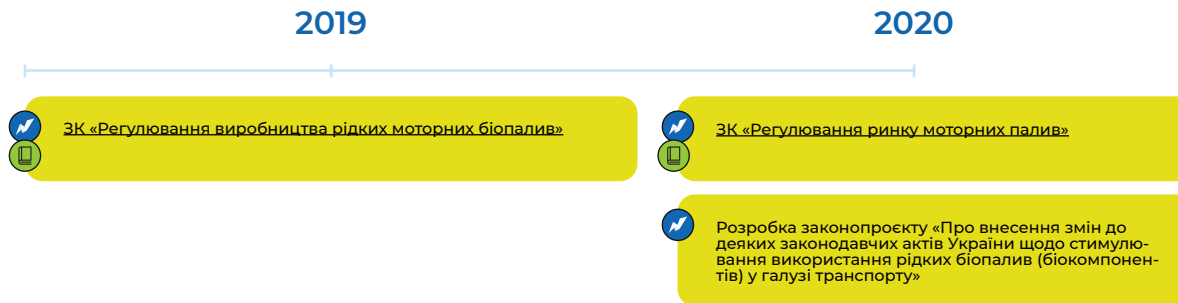 2019
2020
ЗК «Регулювання виробництва рідких моторних біопалив»
ЗК «Регулювання ринку моторних палив»
Розробка законопроєкту «Про внесення змін до
деяких законодавчих актів України щодо стимулю-
вання використання рідких біопалив (біокомпонен-
тів) у галузі транспорту»